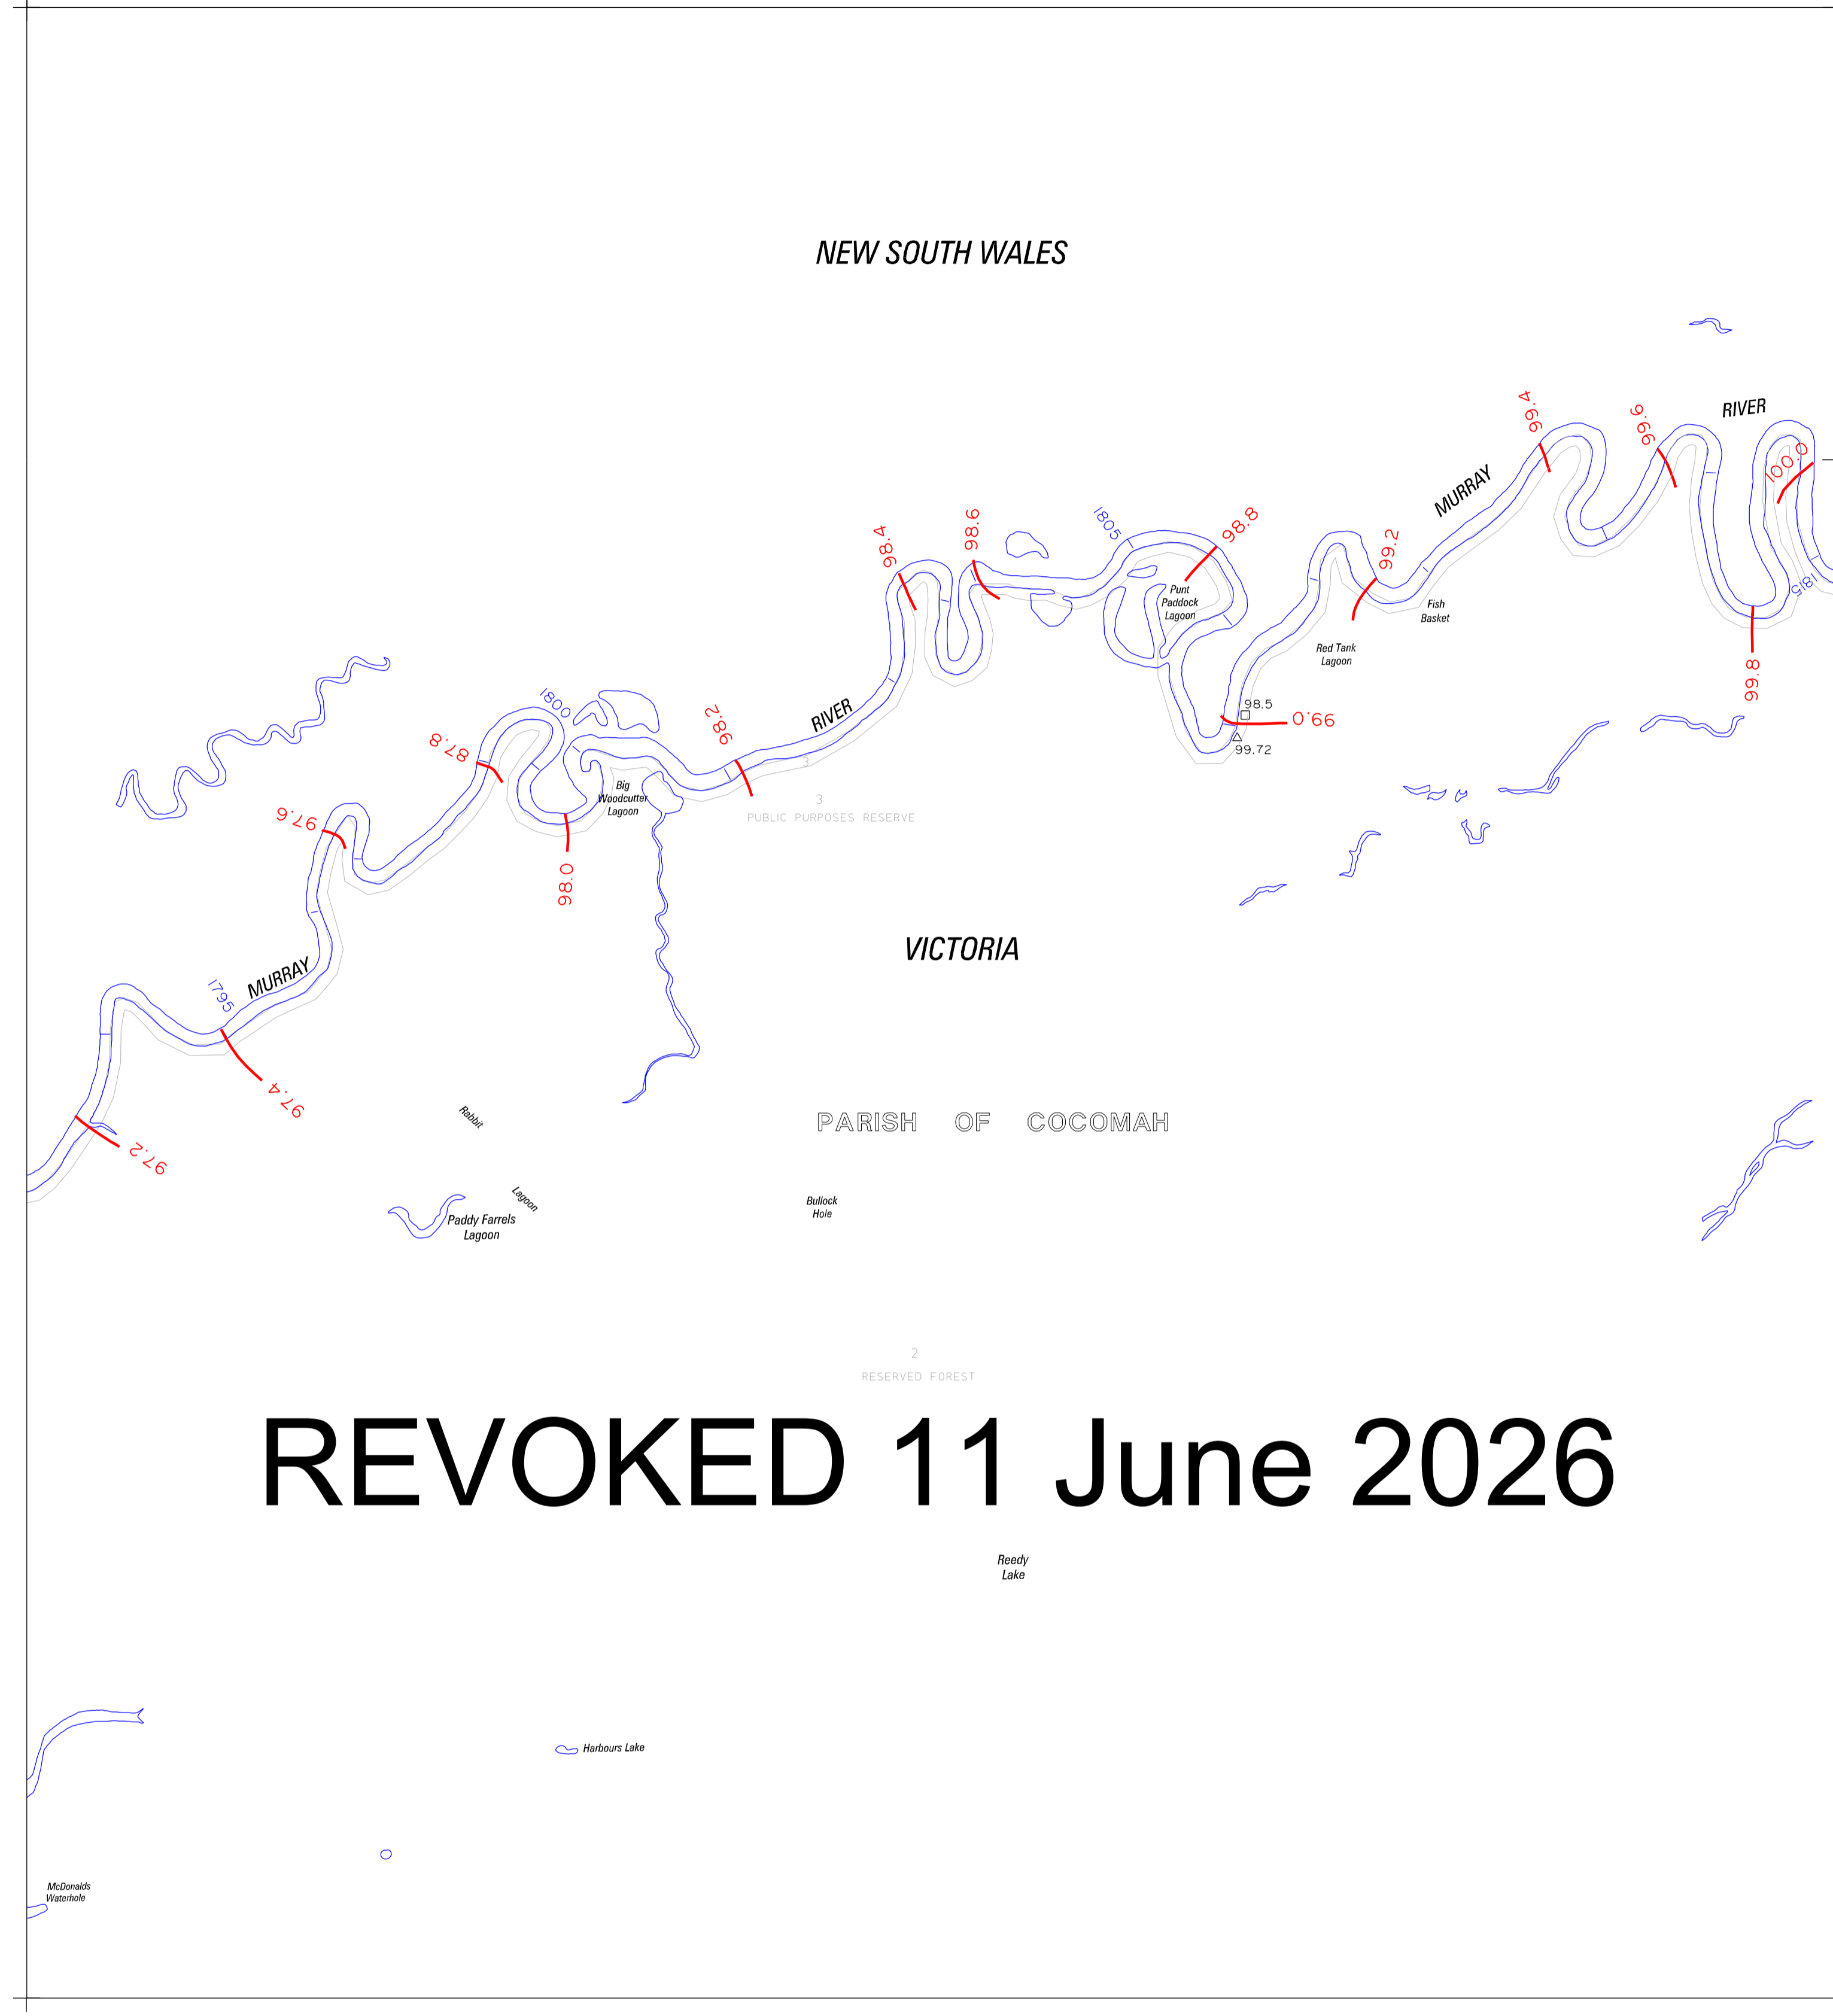 NEW SOUTH WALES
RIVER
99.4
99.6
100.0
MURRAY
98.4
98.6
1805
98.8
99.2
Punt
Paddock
Lagoon
Fish
Basket
1815
Red Tank
Lagoon
99.8
1800
98.2
RIVER
98.5
99.0
99.72
87.8
3
Big
Woodcutter
Lagoon
3
PUBLIC PURPOSES RESERVE
97.6
98.0
VICTORIA
MURRAY
1795
97.4
Rabbit
Lagoon
PARISH OF COCOMAH
97.2
Bullock
Hole
Paddy Farrels
Lagoon
2
RESERVED FOREST
REVOKED 11 June 2026
Reedy
Lake
Harbours Lake
McDonalds
Waterhole